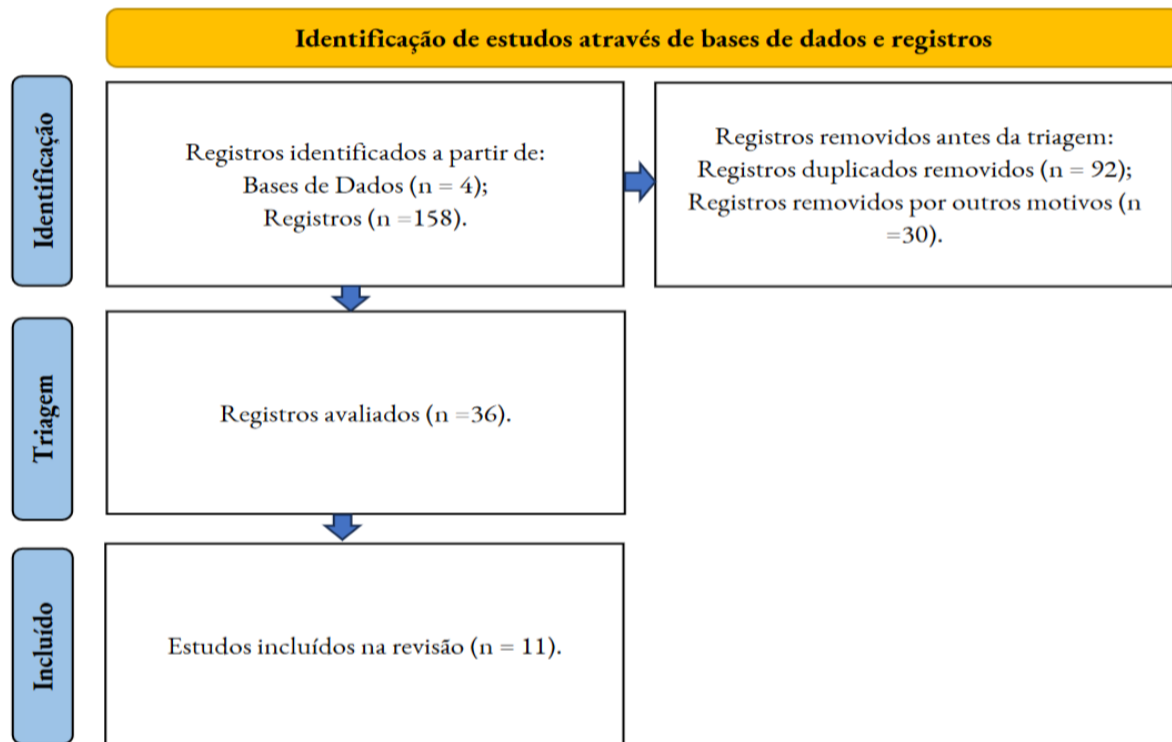 Identificação de estudos através de bases de dados e registros
Identificação
Registros identificados a partir de:
Bases de Dados (n = 4);
Registros (n =158).
Registros removidos antes da triagem:
Registros duplicados removidos (n = 92);
Registros removidos por outros motivos (n
=30).
Triagem
Registros avaliados (n =36).
Incluído
Estudos incluídos na revisão (n = 11).